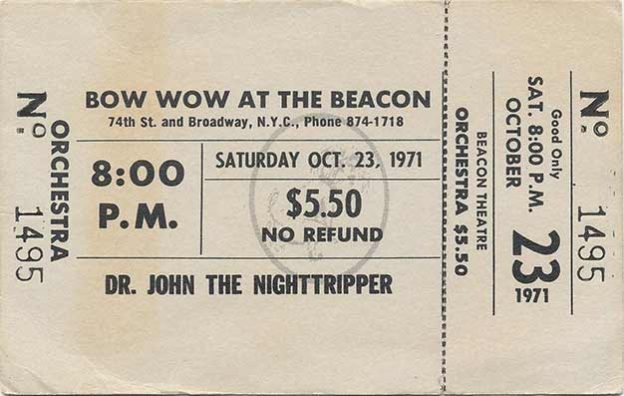 No 1495
ORCHESTRA
BOW WOW AT THE BEACON
74th St. and Broadway, N.Y.C., Phone 874-1718
8:00
P.M.
SATURDAY OCT. 23, 1971
$5.50
NO REFUND
DR. JOHN THE NIGHTTRIPPER
BEACON THEATRE
ORCHESTRA $5.50
Good Only
SAT. 8:00 P.M.
OCTOBER
23
1971
No 1495